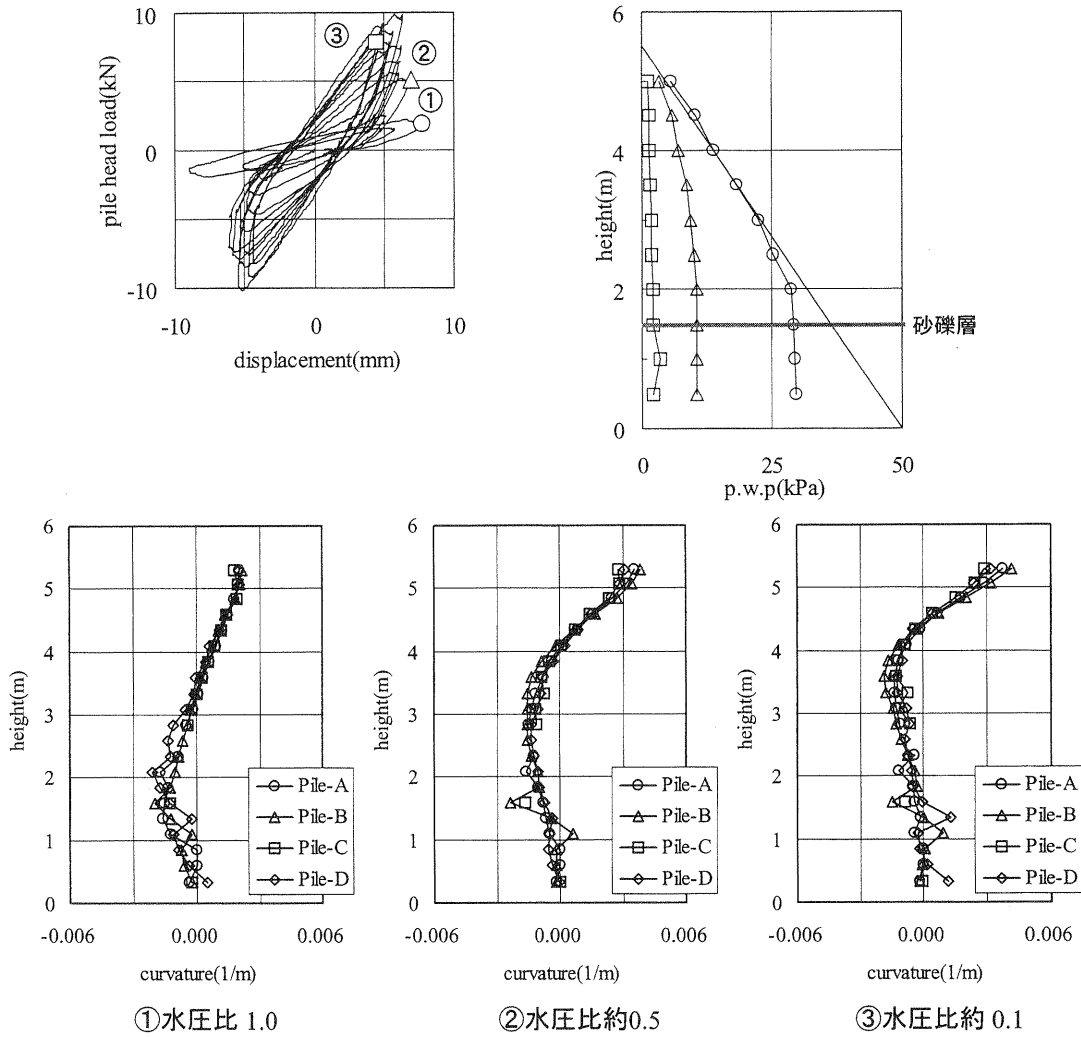 10
0
-10
pile head load(kN)
③
②
①
-10
0
10
displacement(mm)
6
4
2
0
height(m)
砂礫層
0
25
50
p.w.p(kPa)
6
5
4
3
2
1
0
height(m)
Pile-A
Pile-B
Pile-C
Pile-D
-0.006
0.000
0.006
curvature(1/m)
①水圧比 1.0
6
5
4
3
2
1
0
height(m)
Pile-A
Pile-B
Pile-C
Pile-D
-0.006
0.000
0.006
curvature(1/m)
②水圧比約0.5
6
5
4
3
2
1
0
height(m)
Pile-A
Pile-B
Pile-C
Pile-D
-0.006
0.000
0.006
curvature(1/m)
③水圧比約 0.1